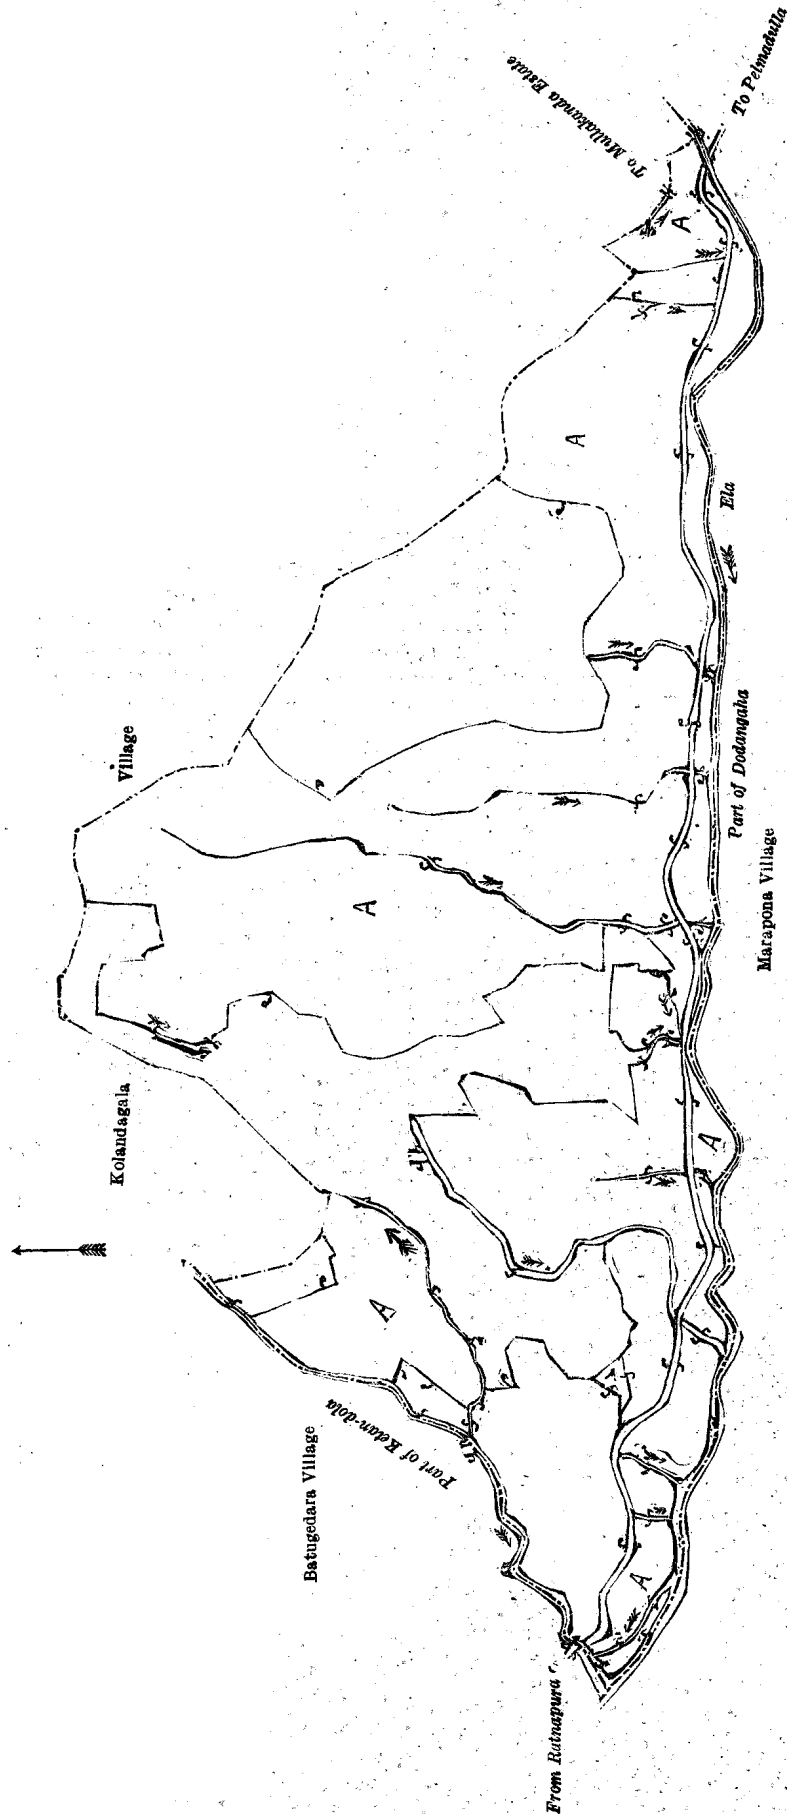 To Pelmadulla
To Mullakanda Estate
A
A
Ela
Village
Part of Dodangaha
Marapona Village
A
Kolandagala
A
A
Part of Ketan-dola
Batugedara Village
A
From Ratnapura